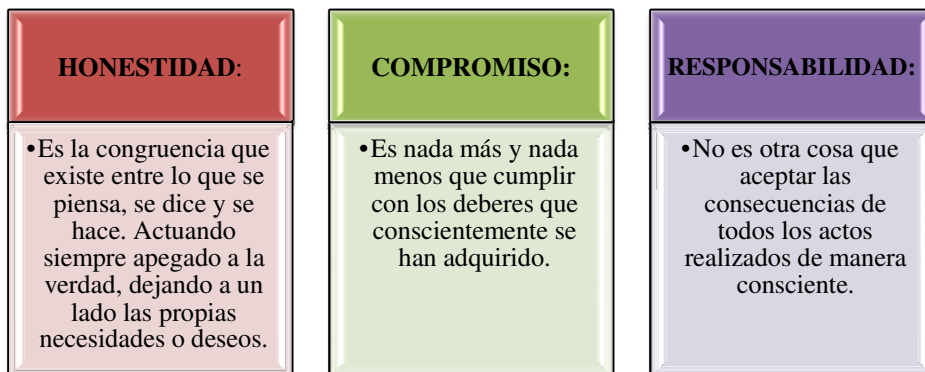 HONESTIDAD:
•Es la congruencia que
existe entre lo que se
piensa, se dice y se
hace. Actuando
siempre apegado a la
verdad, dejando a un
lado las propias
necesidades o deseos.
COMPROMISO:
•Es nada más y nada
menos que cumplir
con los deberes que
conscientemente se
han adquirido.
RESPONSABILIDAD:
•No es otra cosa que
aceptar las
consecuencias de
todos los actos
realizados de manera
consciente.